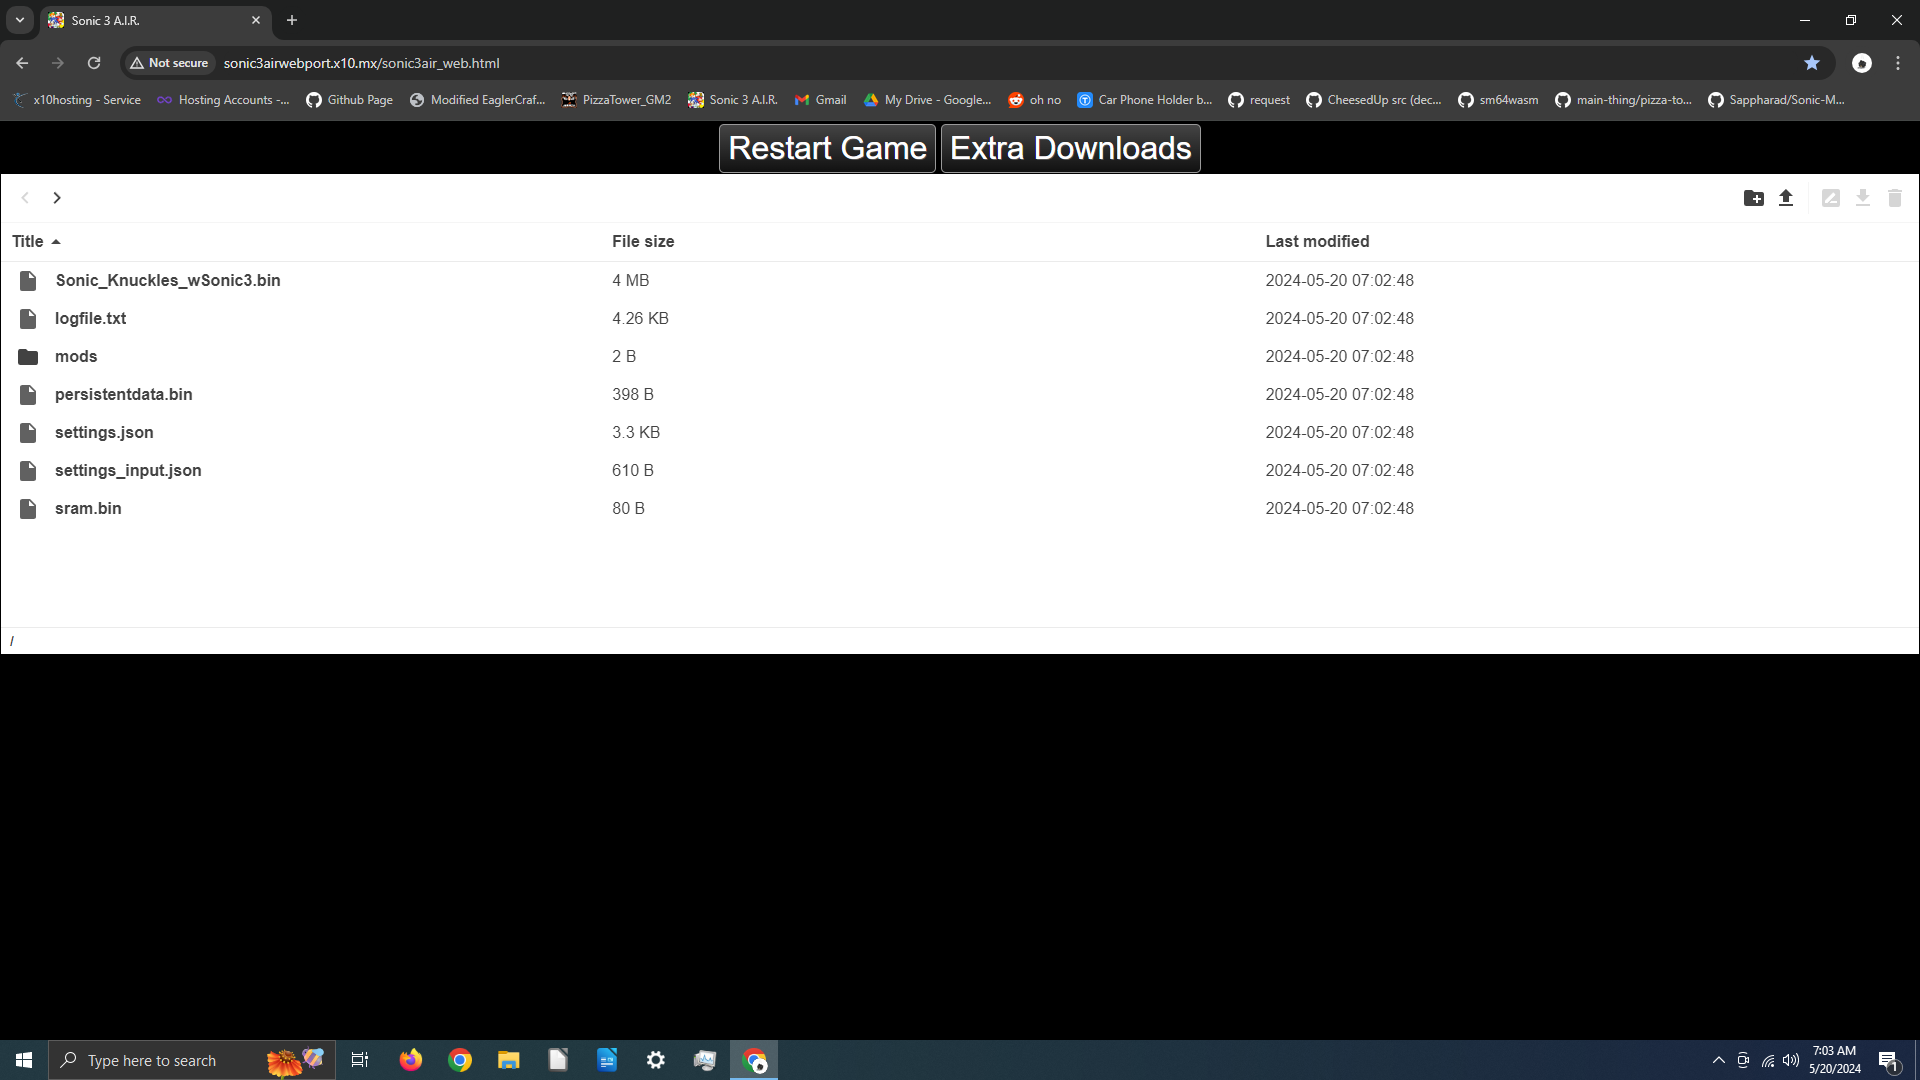 Sonic 3 A.I.R.
Not secure sonic3airwebport.x10.mx/sonic3air_web.html
x10hosting - Service Hosting Accounts -... Github Page Modified EaglerCraf... PizzaTower_GM2 Sonic 3 A.I.R. Gmail My Drive - Google... oh no Car Phone Holder b... request CheesedUp src (dec... sm64wasm main-thing/pizza-to... Sappharad/Sonic-M...
Restart Game Extra Downloads
Title File size Last modified
Sonic_Knuckles_wSonic3.bin 4 MB 2024-05-20 07:02:48
logfile.txt 4.26 KB 2024-05-20 07:02:48
mods 2 B 2024-05-20 07:02:48
persistentdata.bin 398 B 2024-05-20 07:02:48
settings.json 3.3 KB 2024-05-20 07:02:48
settings_input.json 610 B 2024-05-20 07:02:48
sram.bin 80 B 2024-05-20 07:02:48
/
Type here to search
7:03 AM
5/20/2024
1